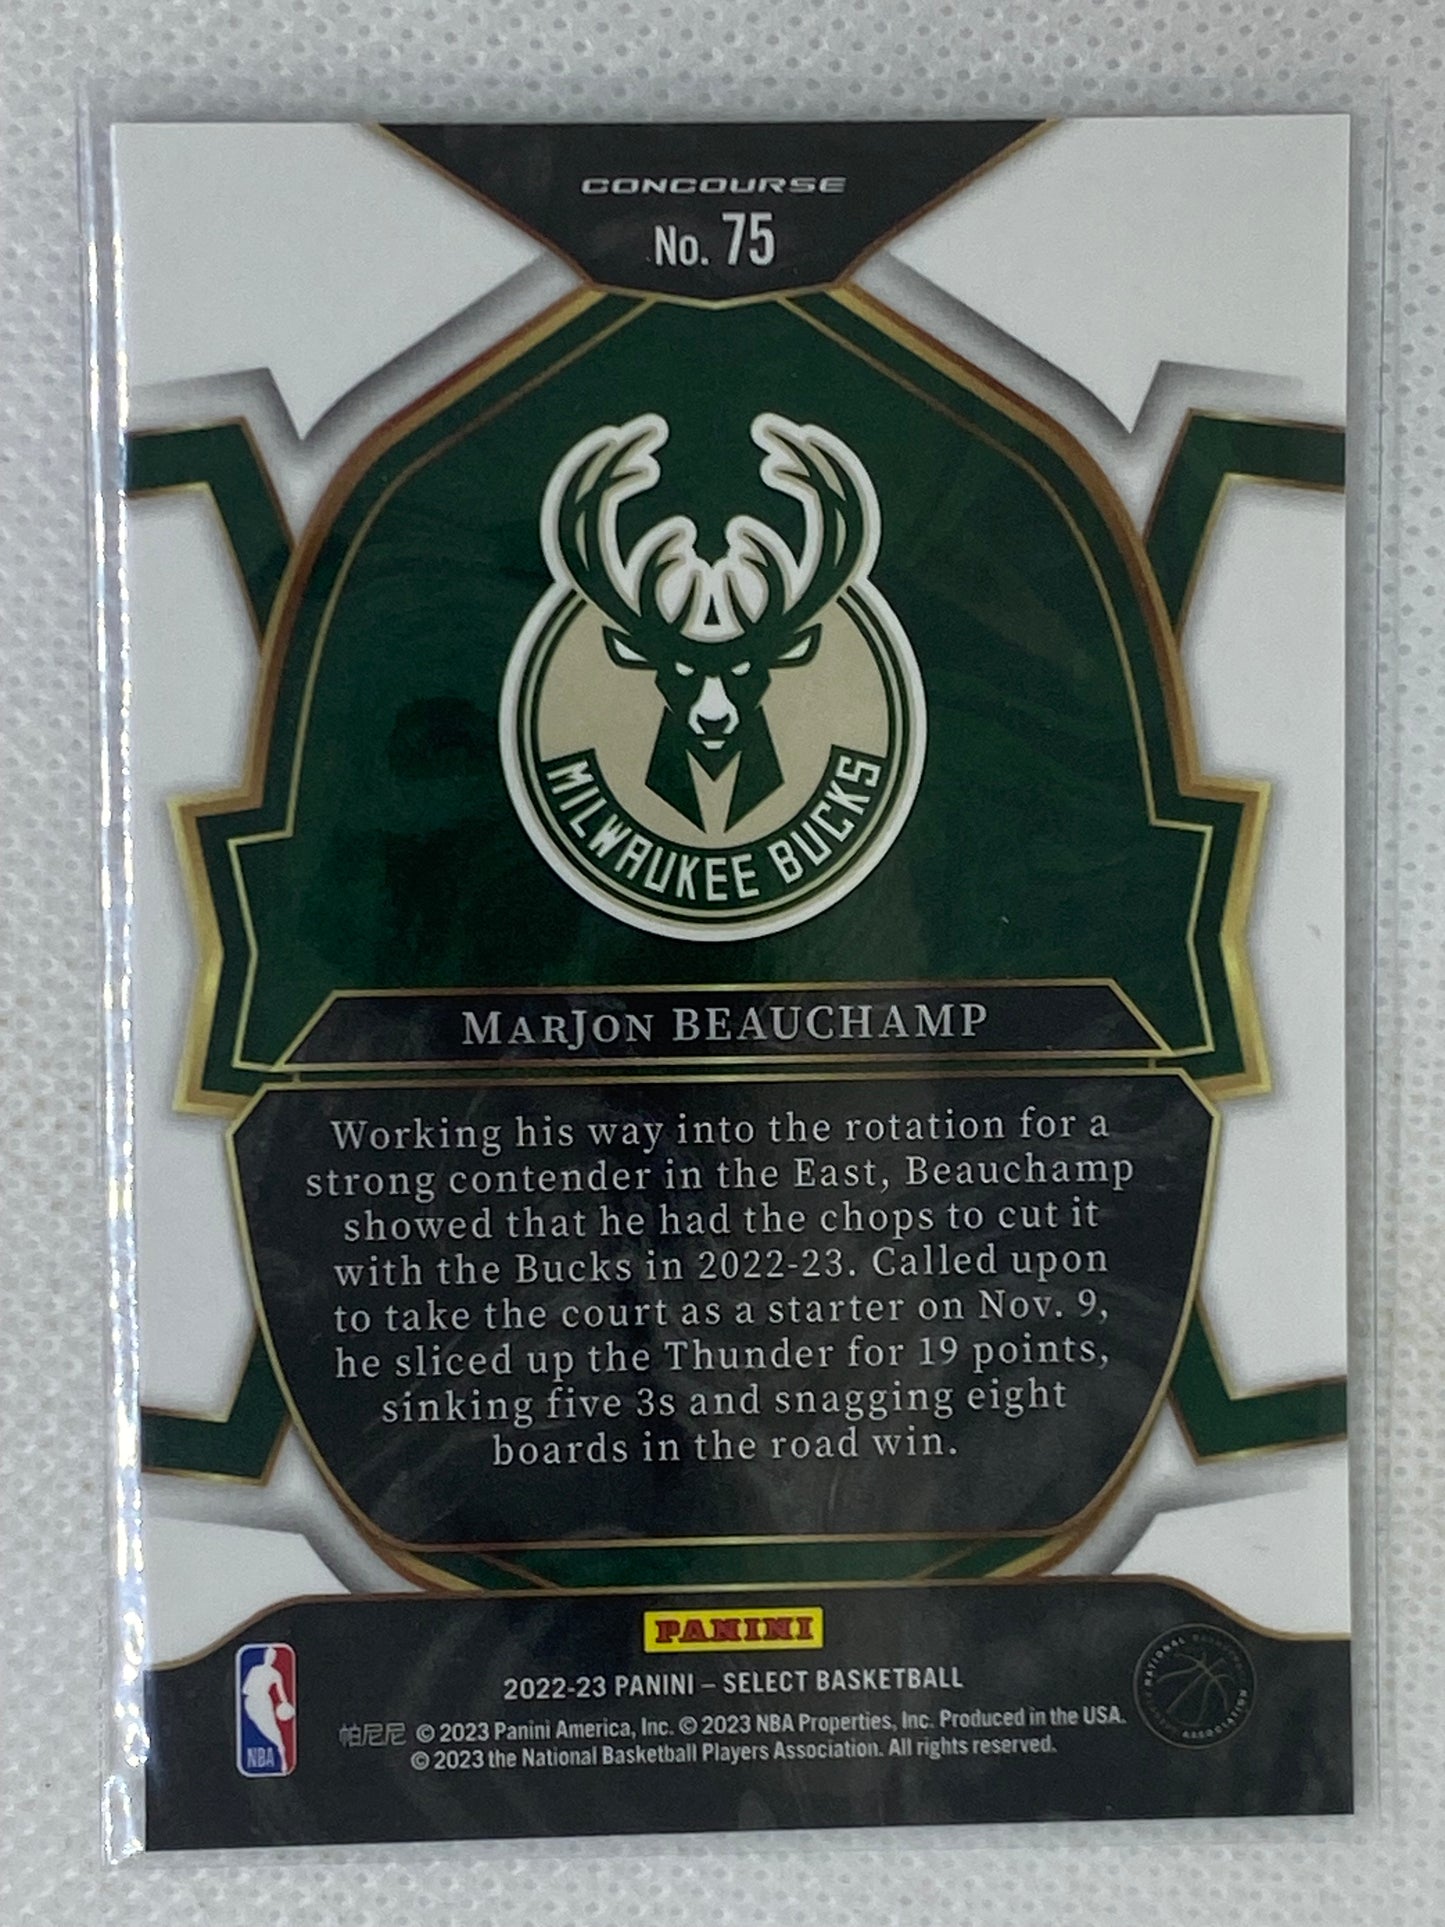 CONCOURSE
No. 75
MILWAUKEE BUCKS
MARJON BEAUCHAMP
Working his way into the rotation for a
strong contender in the East, Beauchamp
showed that he had the chops to cut it
with the Bucks in 2022-23. Called upon
to take the court as a starter on Nov. 9,
he sliced up the Thunder for 19 points,
sinking five 3s and snagging eight
boards in the road win.
PANINI
2022-23 PANINI – SELECT BASKETBALL
帕尼尼 © 2023 Panini America, Inc. © 2023 NBA Properties, Inc. Produced in the USA.
© 2023 the National Basketball Players Association. All rights reserved.
NBA
NATIONAL BASKETBALL PLAYERS ASSOCIATION